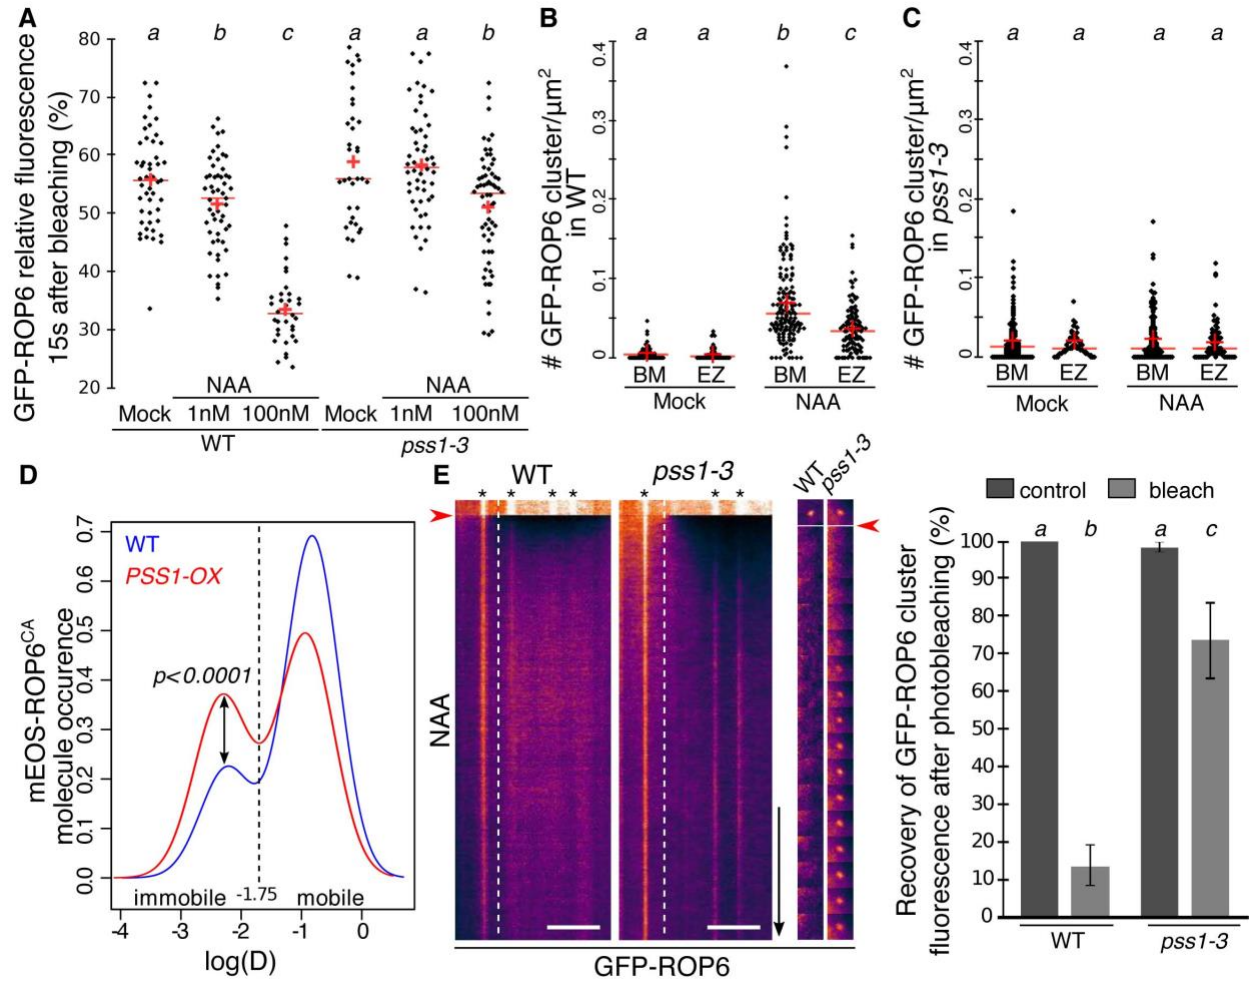 A
GFP-ROP6 relative fluorescence
15s after bleaching (%)
80
70
60
50
40
30
20
a b c a a b
NAA NAA
Mock 1nM 100nM Mock 1nM 100nM
WT pss1-3
B
# GFP-ROP6 cluster/µm²
in WT
0.4
0.3
0.2
0.1
0
a a b c
BM EZ BM EZ
Mock NAA
C
# GFP-ROP6 cluster/µm²
in pss1-3
0.4
0.3
0.2
0.1
0
a a a a
BM EZ BM EZ
Mock NAA
D
mEOS-ROP6CA
molecule occurence
0.7
0.6
0.5
0.4
0.3
0.2
0.1
0.0
WT
PSS1-OX
p<0.0001
immobile -1.75 mobile
-4 -3 -2 -1 0
log(D)
E
WT pss1-3
* * * * * * *
WT pss1-3
NAA
GFP-ROP6
control bleach
Recovery of GFP-ROP6 cluster
fluorescence after photobleaching (%)
100
90
80
70
60
50
40
30
20
10
0
a b a c
WT pss1-3